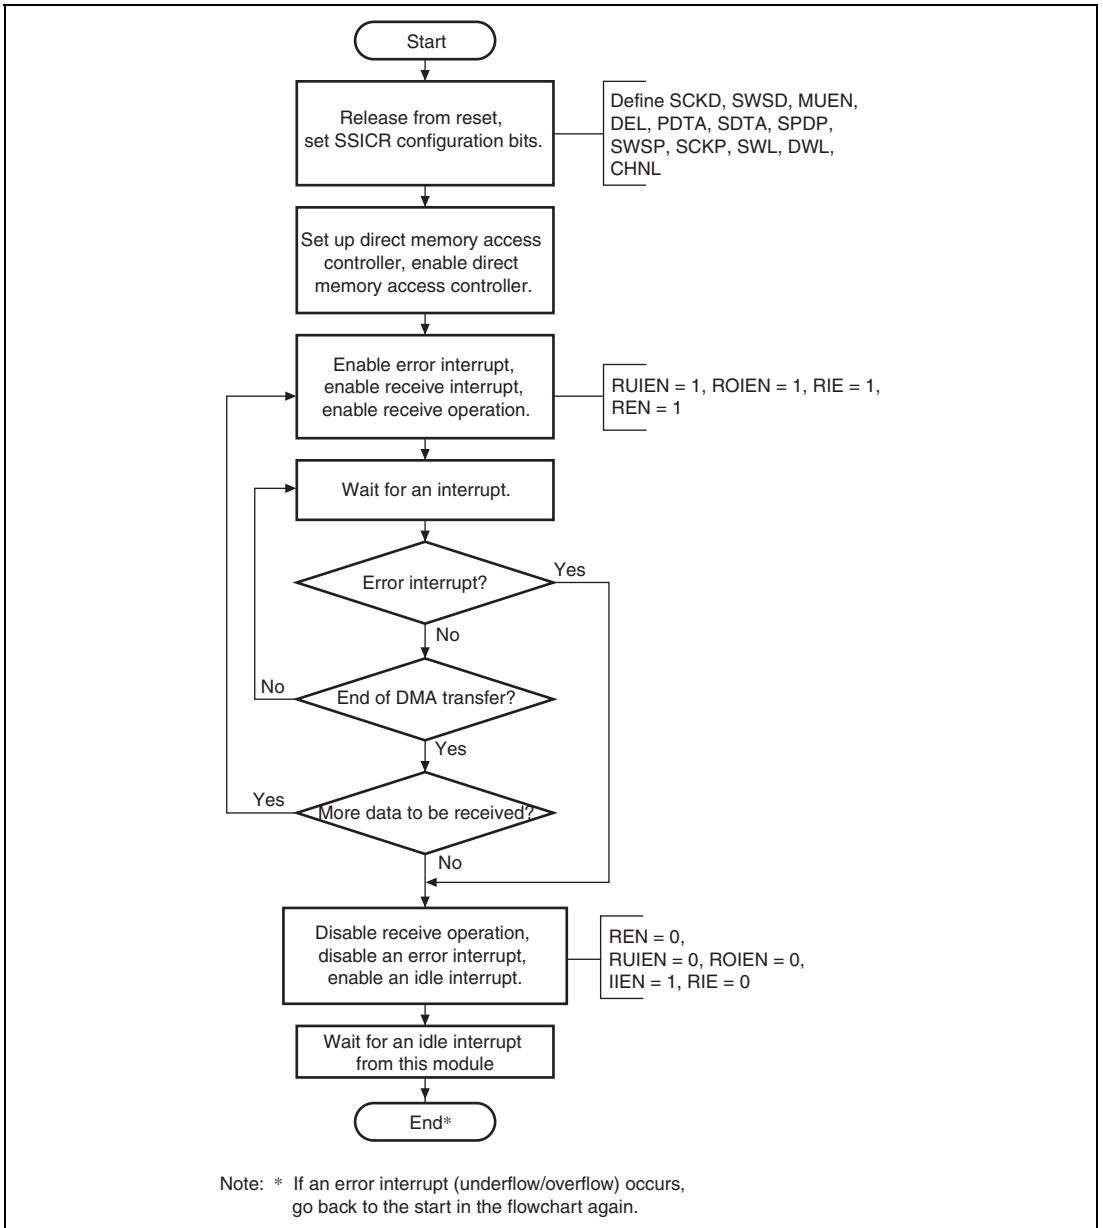 Start
Release from reset,
set SSICR configuration bits.
Define SCKD, SWSD, MUEN,
DEL, PDTA, SDTA, SPDP,
SWSP, SCKP, SWL, DWL,
CHNL
Set up direct memory access
controller, enable direct
memory access controller.
Enable error interrupt,
enable receive interrupt,
enable receive operation.
RUIEN = 1, ROIEN = 1, RIE = 1,
REN = 1
Wait for an interrupt.
Error interrupt?
Yes
No
End of DMA transfer?
No
Yes
More data to be received?
Yes
No
Disable receive operation,
disable an error interrupt,
enable an idle interrupt.
REN = 0,
RUIEN = 0, ROIEN = 0,
IIEN = 1, RIE = 0
Wait for an idle interrupt
from this module
End*
Note: * If an error interrupt (underflow/overflow) occurs,
go back to the start in the flowchart again.